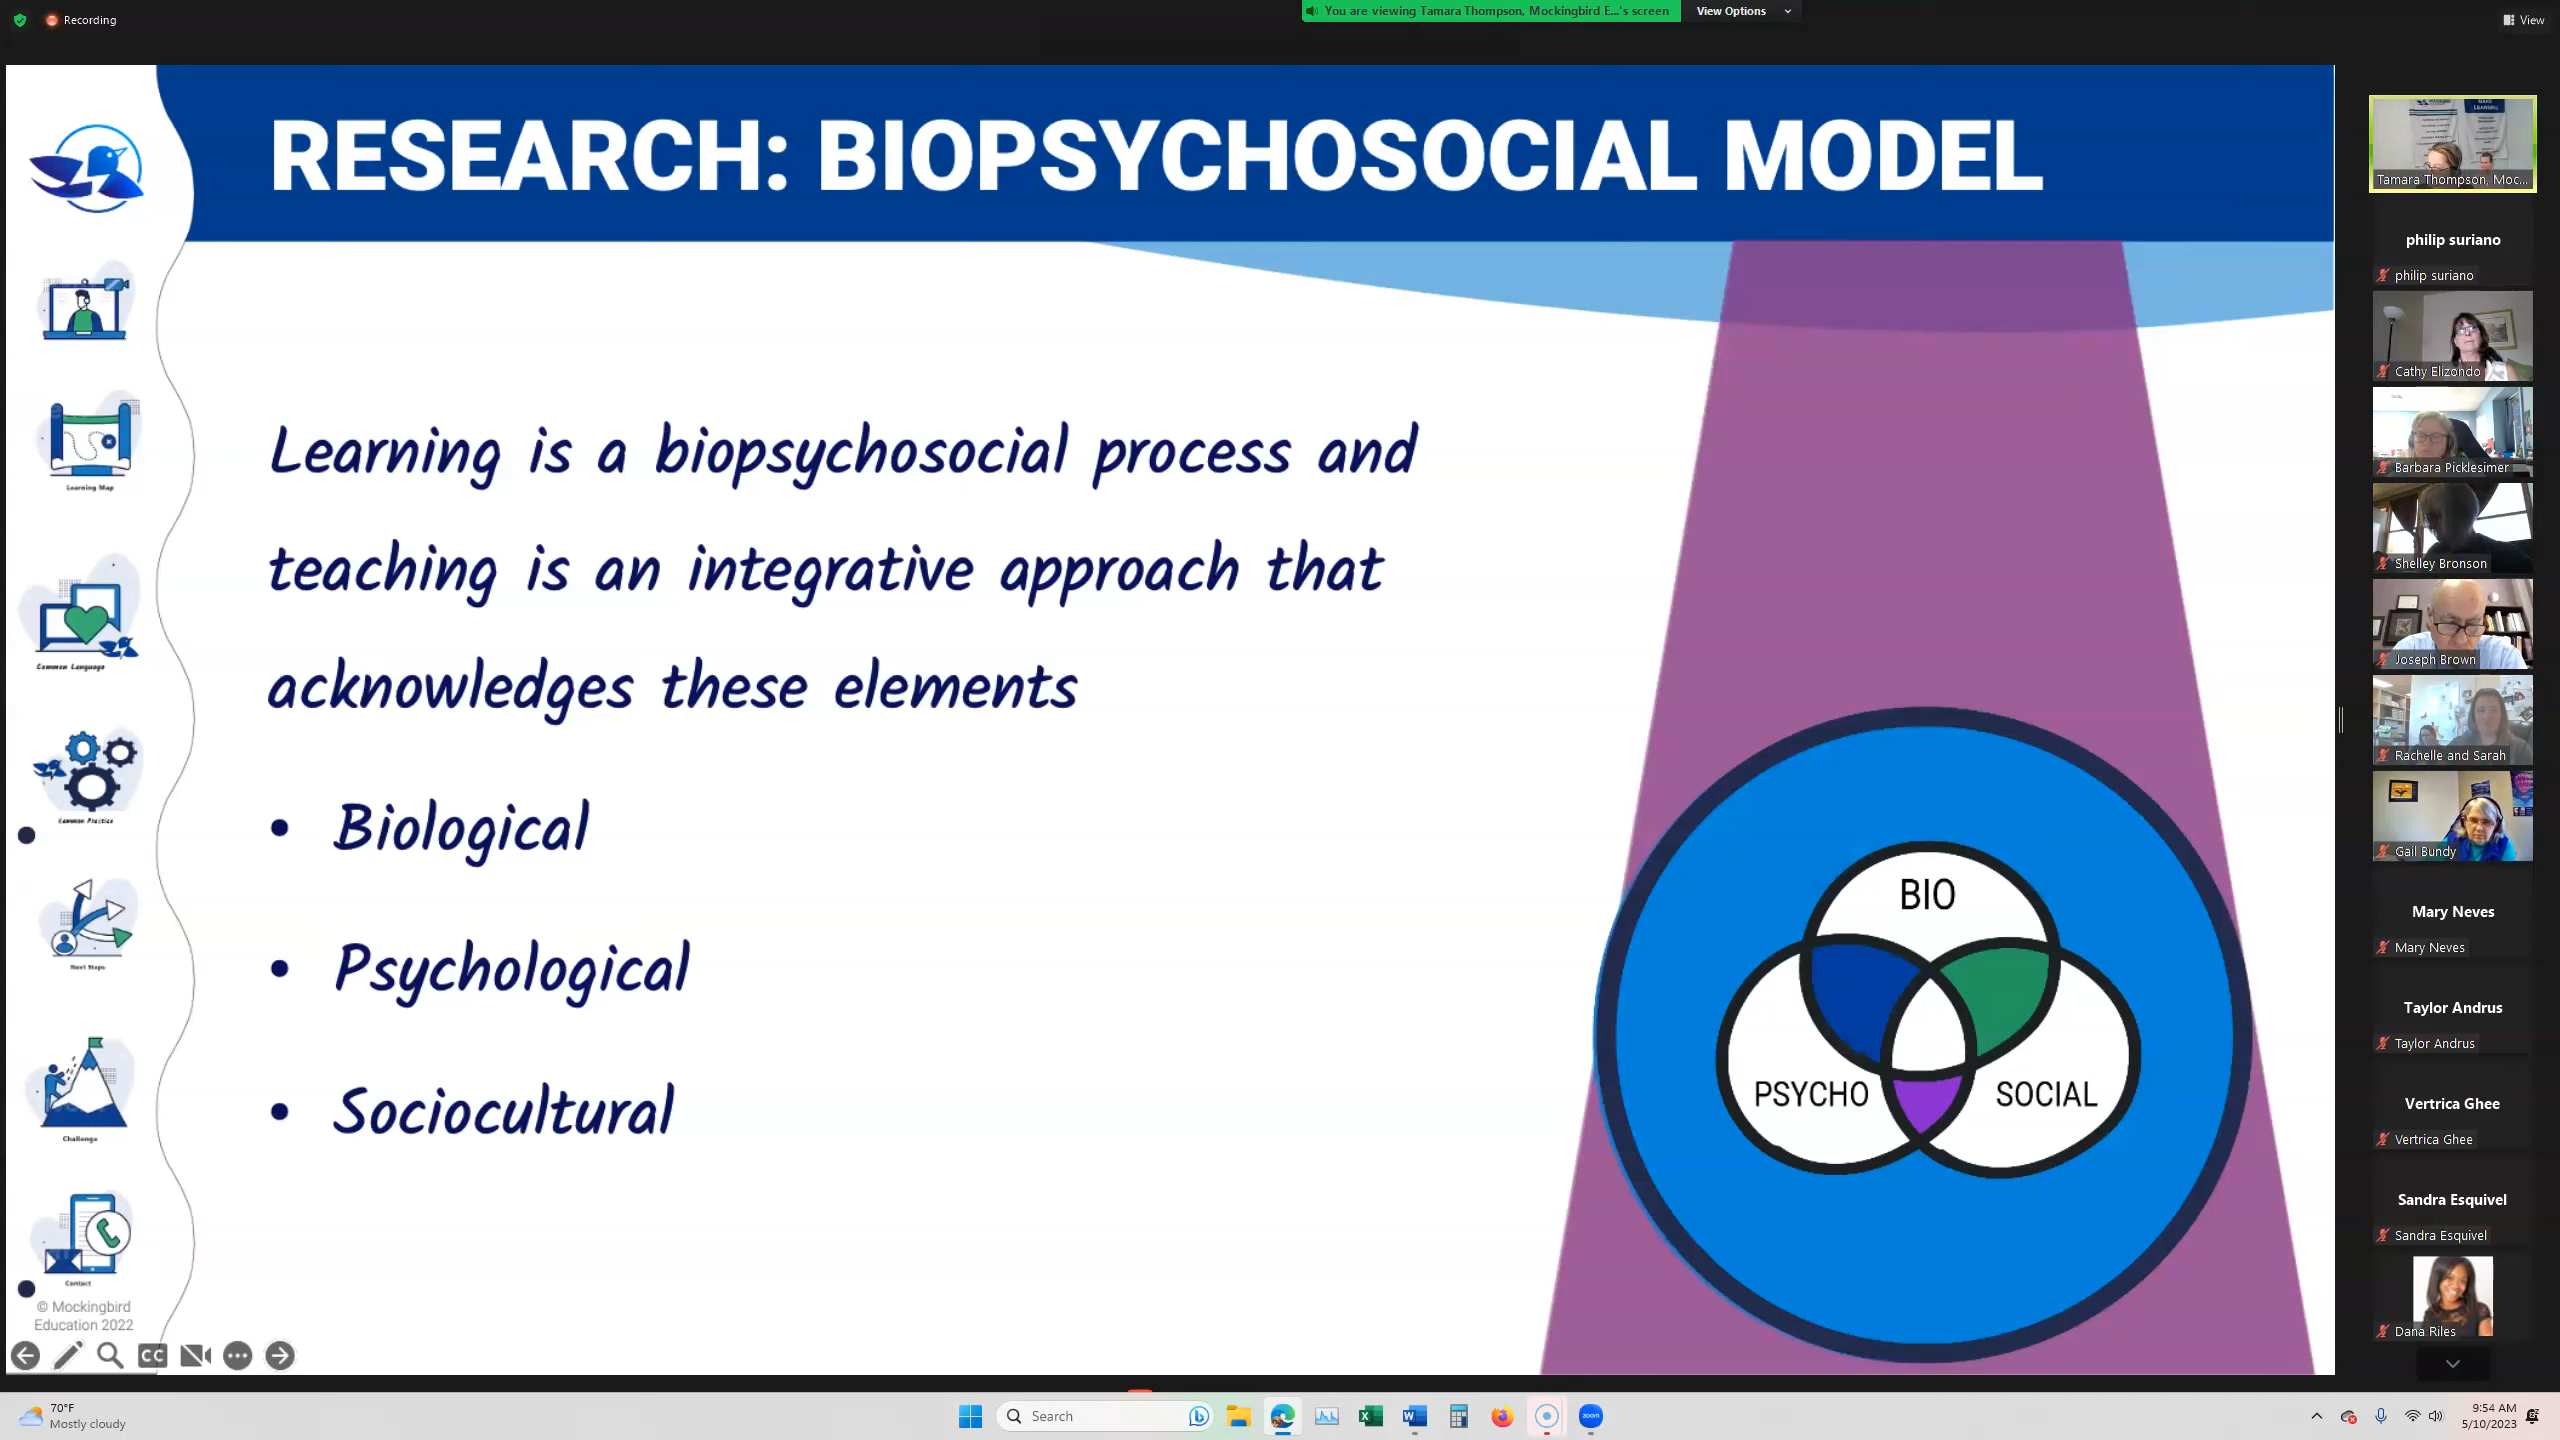 Recording
You are viewing Tamara Thompson, Mockingbird E...'s screen
View Options
View
RESEARCH: BIOPSYCHOSOCIAL MODEL
Learning is a biopsychosocial process and
teaching is an integrative approach that
acknowledges these elements
• Biological
• Psychological
• Sociocultural
BIO
PSYCHO
SOCIAL
Learning Map
Common Language
Common Practice
Next Steps
Challenge
Contact
© Mockingbird
Education 2022
CC
Tamara Thompson, Moc...
philip suriano
philip suriano
Cathy Elizondo
Barbara Picklesimer
Shelley Bronson
Joseph Brown
Rachelle and Sarah
Gail Bundy
Mary Neves
Mary Neves
Taylor Andrus
Taylor Andrus
Vertrica Ghee
Vertrica Ghee
Sandra Esquivel
Sandra Esquivel
Dana Riles
70°F
Mostly cloudy
Search
zoom
9:54 AM
5/10/2023